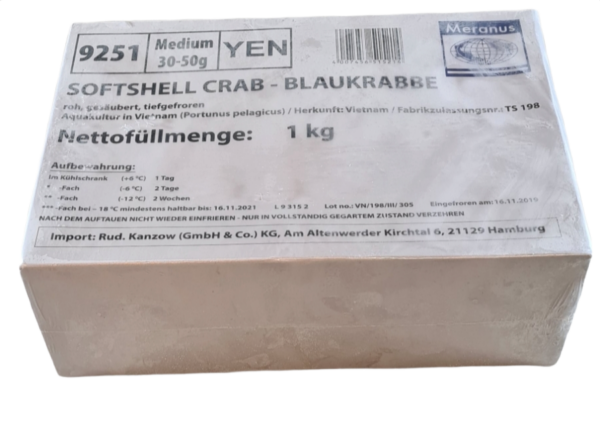 9251 Medium 30-50g YEN
Meranus
SOFTSHELL CRAB - BLAUKRABBE
roh, gesäubert, tiefgefroren
Aquakultur in Vietnam (Portunus pelagicus) / Herkunft: Vietnam / Fabrikzulassungsnr.: TS 198
Nettofüllmenge: 1 kg
Aufbewahrung:
Im Kühlschrank (+8 °C) 1 Tag
* -Fach (-6 °C) 2 Tage
** -Fach (-12 °C) 2 Wochen
*** -Fach bei - 18 °C mindestens haltbar bis: 16.11.2021 L 9 315 2 Lot no.: VN/198/III/ 305 Eingefroren am: 16.11.2019
NACH DEM AUFTAUEN NICHT WIEDER EINFRIEREN - NUR IN VOLLSTÄNDIG GEGARTEM ZUSTAND VERZEHREN
Import: Rud. Kanzow (GmbH & Co.) KG, Am Altenwerder Kirchtal 6, 21129 Hamburg